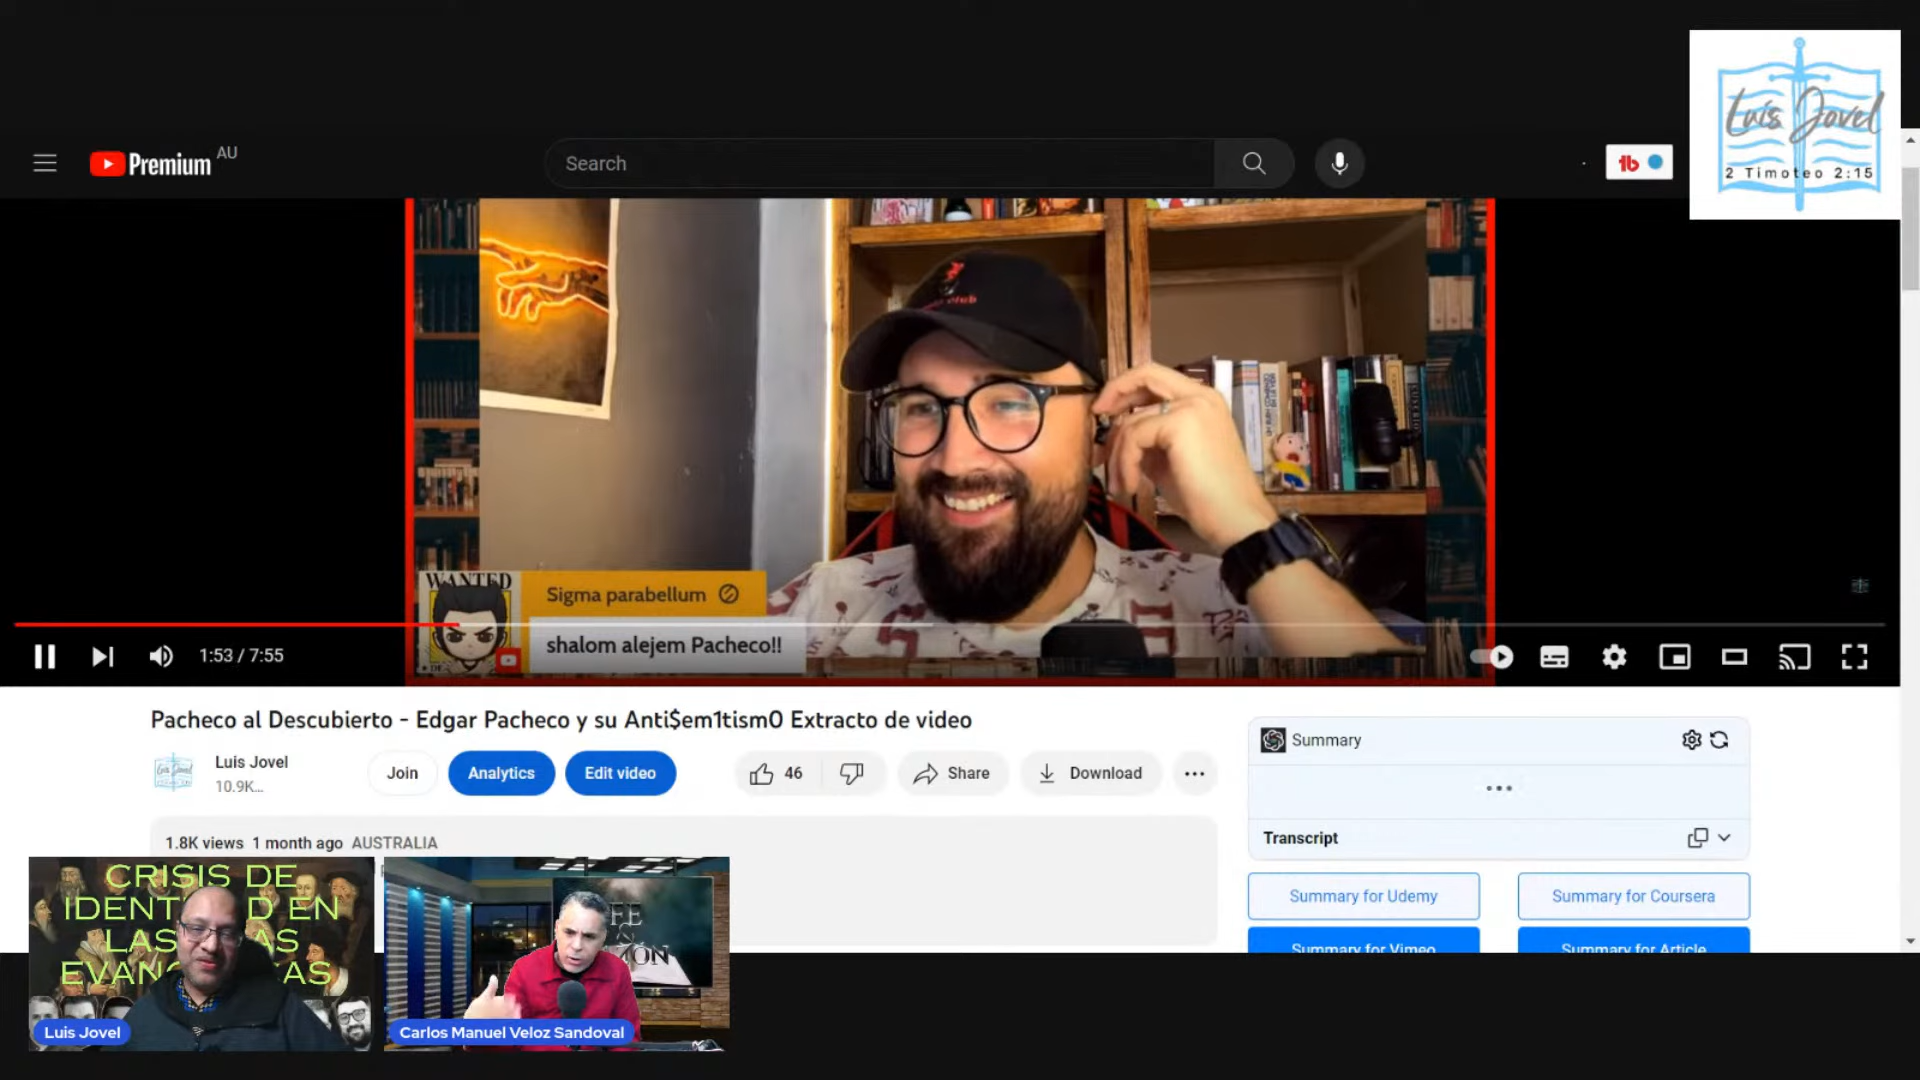 Luis Jovel
2 Timoteo 2:15
Premium AU
Search
WANTED
Sigma parabellum
shalom alejem Pacheco!!
1:53 / 7:55
Pacheco al Descubierto - Edgar Pacheco y su Anti$em1tism0 Extracto de video
Luis Jovel
10.9K...
Join
Analytics
Edit video
46
Share
Download
1.8K views 1 month ago AUSTRALIA
Summary
Transcript
Summary for Udemy
Summary for Coursera
Summary for Vimeo
Summary for Article
CRISIS DE
IDENT D EN
LAS AS
EVAN CAS
Luis Jovel
FE
ZON
Carlos Manuel Veloz Sandoval